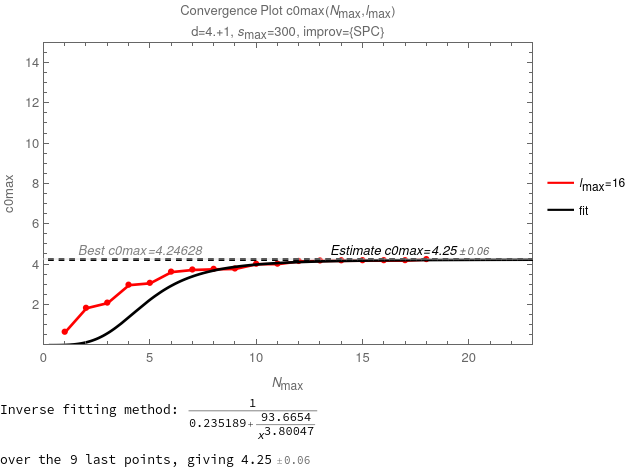 Convergence Plot c0max(Nmax,lmax)
d=4.+1, smax=300, improv={SPC}
14
12
10
8
6
4
2
c0max
Best c0max=4.24628
Estimate c0max=4.25 ±0.06
lmax=16
fit
0 5 10 15 20
Nmax
Inverse fitting method: 1
0.235189+ 93.6654
x3.80047
over the 9 last points, giving 4.25 ±0.06